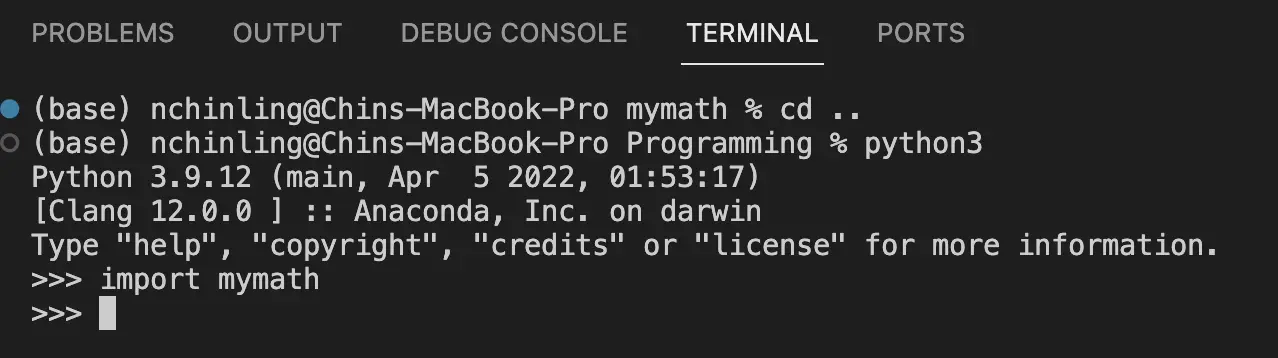 PROBLEMS OUTPUT DEBUG CONSOLE TERMINAL PORTS
(base) nchinling@Chins-MacBook-Pro mymath % cd ..
(base) nchinling@Chins-MacBook-Pro Programming % python3
Python 3.9.12 (main, Apr  5 2022, 01:53:17)
[Clang 12.0.0 ] :: Anaconda, Inc. on darwin
Type "help", "copyright", "credits" or "license" for more information.
>>> import mymath
>>>